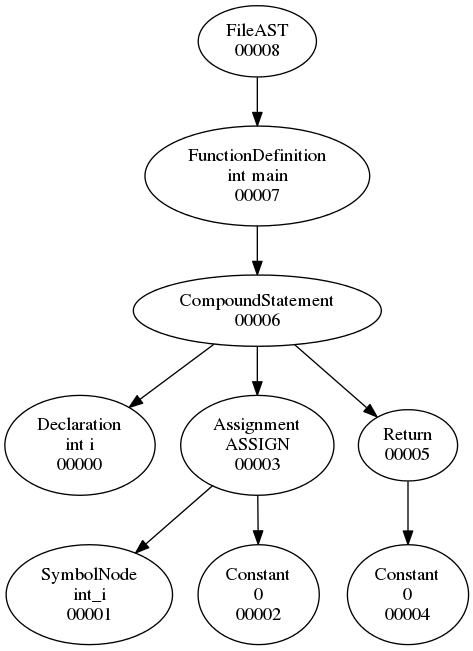 FileAST
00008
FunctionDefinition
int main
00007
CompoundStatement
00006
Declaration
int i
00000
Assignment
ASSIGN
00003
Return
00005
SymbolNode
int_i
00001
Constant
0
00002
Constant
0
00004